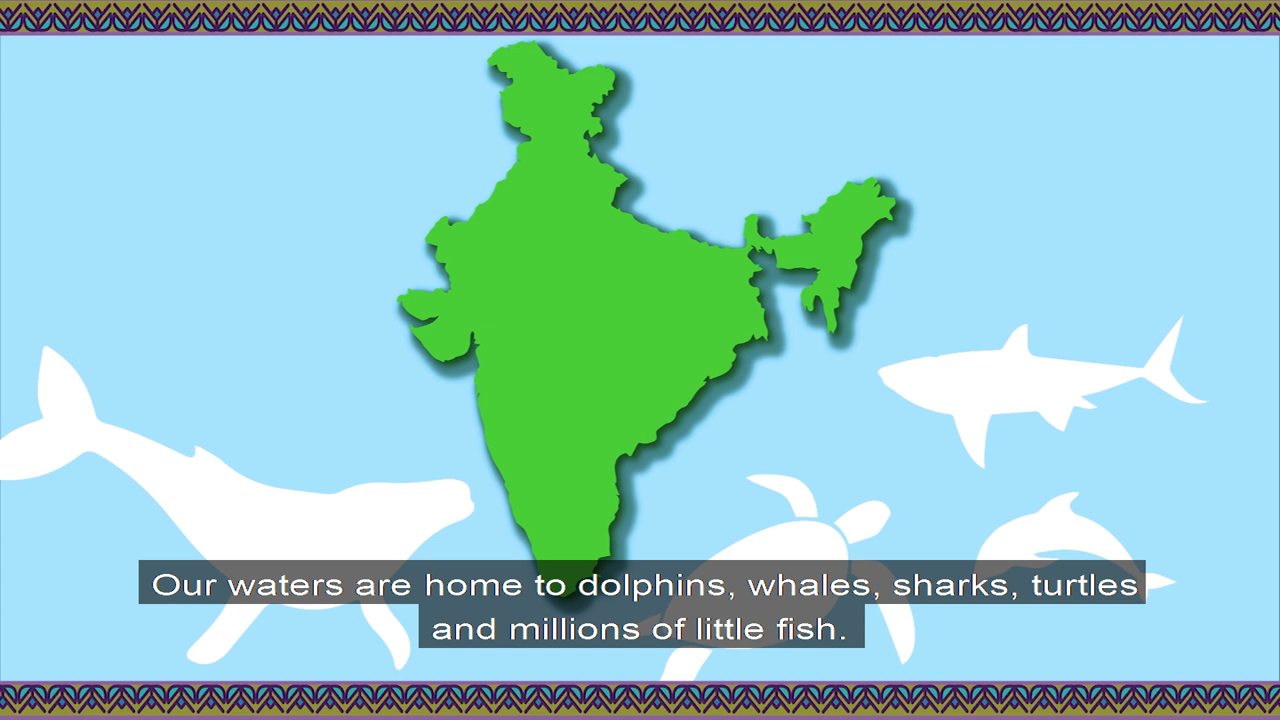 Our waters are home to dolphins, whales, sharks, turtles
and millions of little fish.